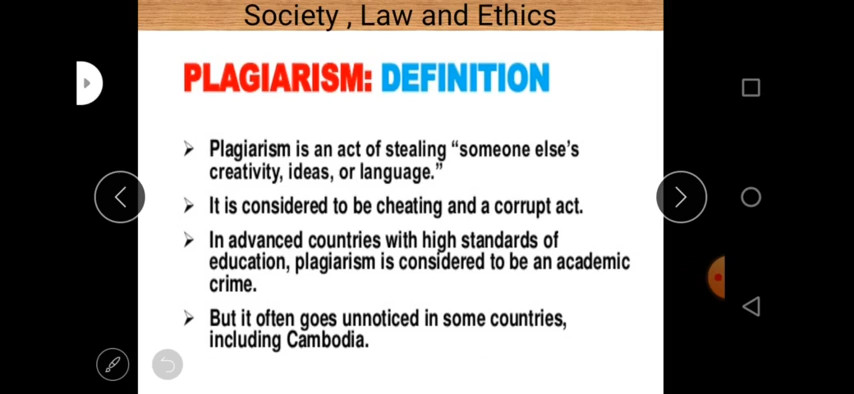 Society , Law and Ethics
PLAGIARISM: DEFINITION
➢ Plagiarism is an act of stealing “someone else’s
creativity, ideas, or language.”
➢ It is considered to be cheating and a corrupt act.
➢ In advanced countries with high standards of
education, plagiarism is considered to be an academic
crime.
➢ But it often goes unnoticed in some countries,
including Cambodia.